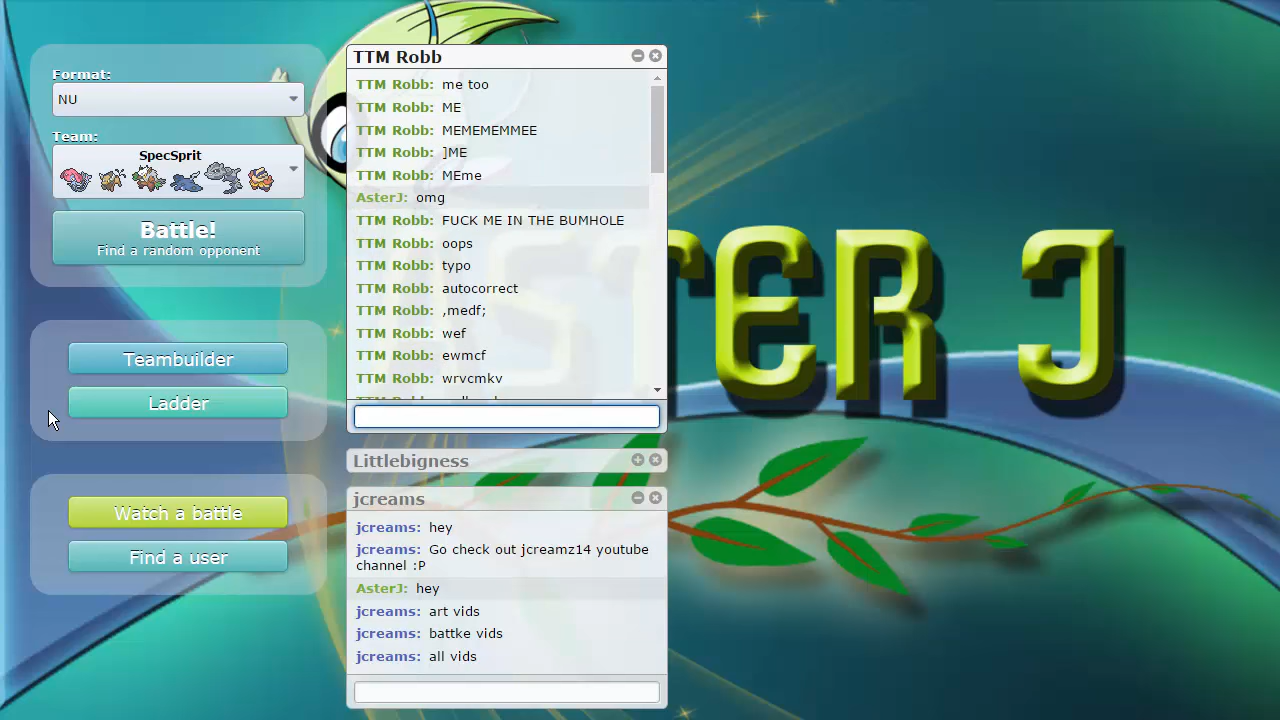 Format:
NU
Team:
SpecSprit
Battle!
Find a random opponent
Teambuilder
Ladder
Watch a battle
Find a user
TTM Robb
TTM Robb: me too
TTM Robb: ME
TTM Robb: MEMEMEMMEE
TTM Robb: ]ME
TTM Robb: MEme
AsterJ: omg
TTM Robb: FUCK ME IN THE BUMHOLE
TTM Robb: oops
TTM Robb: typo
TTM Robb: autocorrect
TTM Robb: ,medf;
TTM Robb: wef
TTM Robb: ewmcf
TTM Robb: wrvcmkv
Littlebigness
jcreams
jcreams: hey
jcreams: Go check out jcreamz14 youtube
channel :P
AsterJ: hey
jcreams: art vids
jcreams: battke vids
jcreams: all vids
STER J